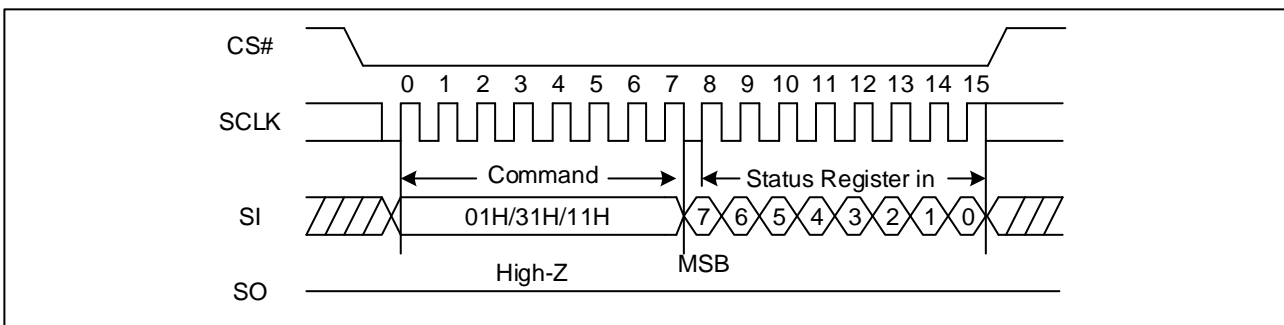 CS#
0 1 2 3 4 5 6 7 8 9 10 11 12 13 14 15
SCLK
Command Status Register in
SI 01H/31H/11H 7 6 5 4 3 2 1 0
High-Z MSB
SO